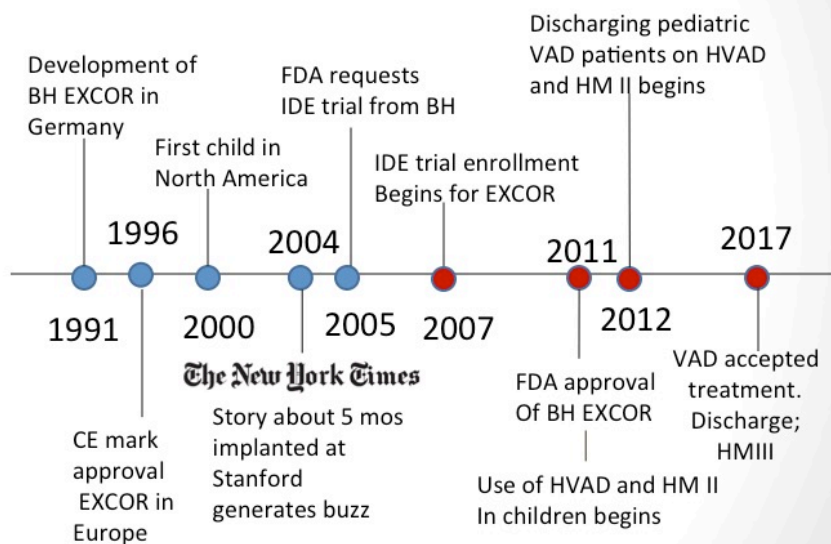 Discharging pediatric
VAD patients on HVAD
and HM II begins
Development of
BH EXCOR in
Germany
FDA requests
IDE trial from BH
First child in
North America
IDE trial enrollment
Begins for EXCOR
1996
2004
2011
2017
1991
2000
2005
2007
2012
The New York Times
Story about 5 mos
implanted at
Stanford
generates buzz
CE mark
approval
EXCOR in
Europe
FDA approval
Of BH EXCOR
Use of HVAD and HM II
In children begins
VAD accepted
treatment.
Discharge;
HMIII